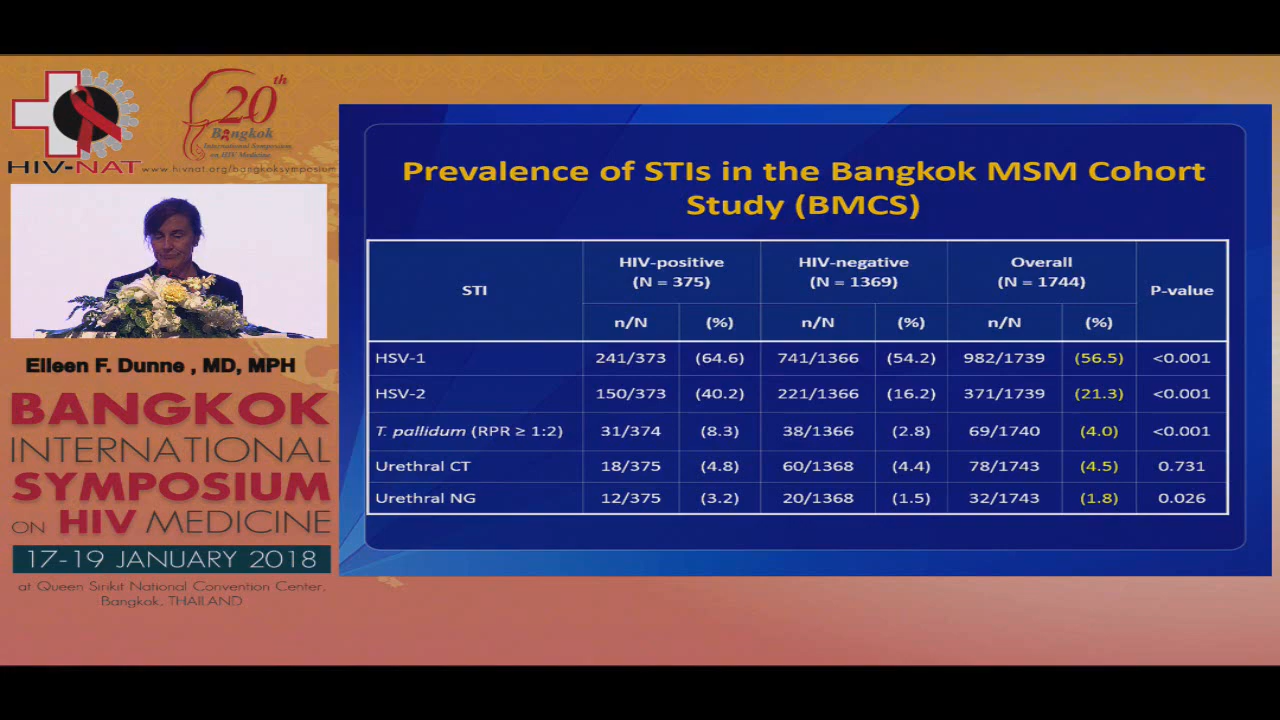 HIV-NAT
www.hivnat.org/bangkoksymposium
20th
Bangkok
International Symposium
on HIV Medicine
Eileen F. Dunne , MD, MPH
BANGKOK
INTERNATIONAL
SYMPOSIUM
ON HIV MEDICINE
17-19 JANUARY 2018
at Queen Sirikit National Convention Center,
Bangkok, THAILAND
Prevalence of STIs in the Bangkok MSM Cohort
Study (BMCS)
STI HIV-positive (N = 375) HIV-negative (N = 1369) Overall (N = 1744) P-value
n/N (%) n/N (%) n/N (%)
HSV-1 241/373 (64.6) 741/1366 (54.2) 982/1739 (56.5) <0.001
HSV-2 150/373 (40.2) 221/1366 (16.2) 371/1739 (21.3) <0.001
T. pallidum (RPR ≥ 1:2) 31/374 (8.3) 38/1366 (2.8) 69/1740 (4.0) <0.001
Urethral CT 18/375 (4.8) 60/1368 (4.4) 78/1743 (4.5) 0.731
Urethral NG 12/375 (3.2) 20/1368 (1.5) 32/1743 (1.8) 0.026